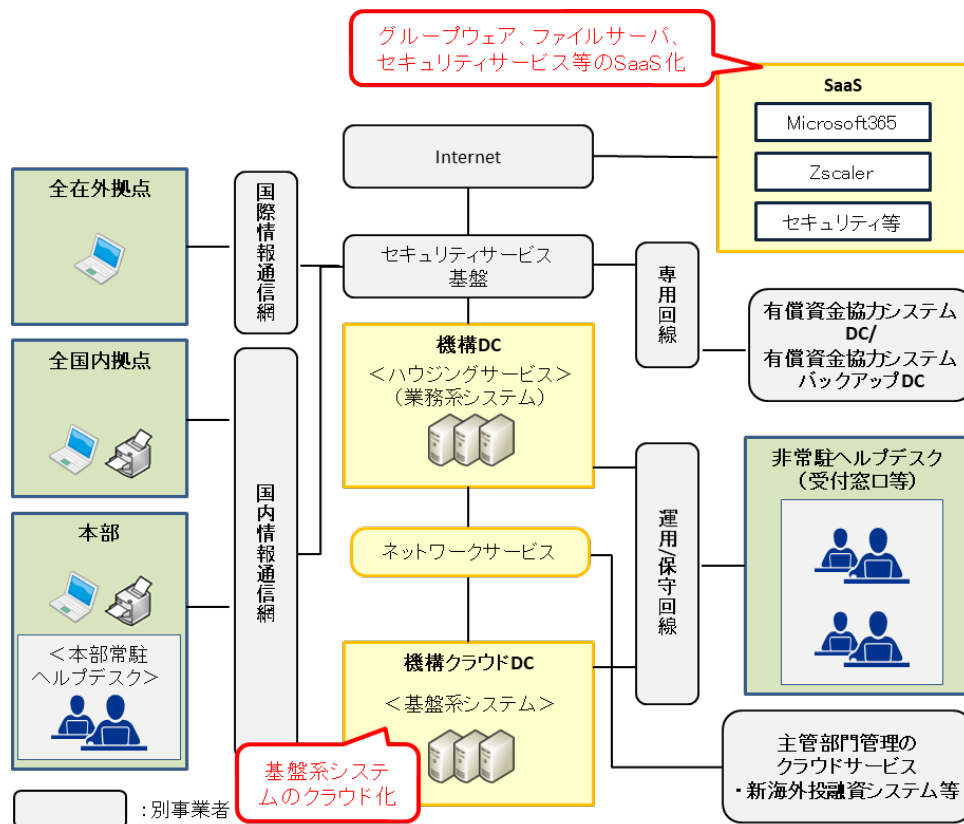 グループウェア、ファイルサーバ、
セキュリティサービス等のSaaS化
SaaS
Microsoft365
Zscaler
セキュリティ等
Internet
全在外拠点
国際情報通信網
セキュリティサービス
基盤
専用回線
有償資金協力システム
DC/
有償資金協力システム
バックアップDC
全国内拠点
機構DC
<ハウジングサービス>
(業務系システム)
国内情報通信網
本部
<本部常駐
ヘルプデスク>
ネットワークサービス
運用/保守回線
非常駐ヘルプデスク
(受付窓口等)
機構クラウドDC
<基盤系システム>
基盤系システ
ムのクラウド化
主管部門管理の
クラウドサービス
・新海外投融資システム等
:別事業者